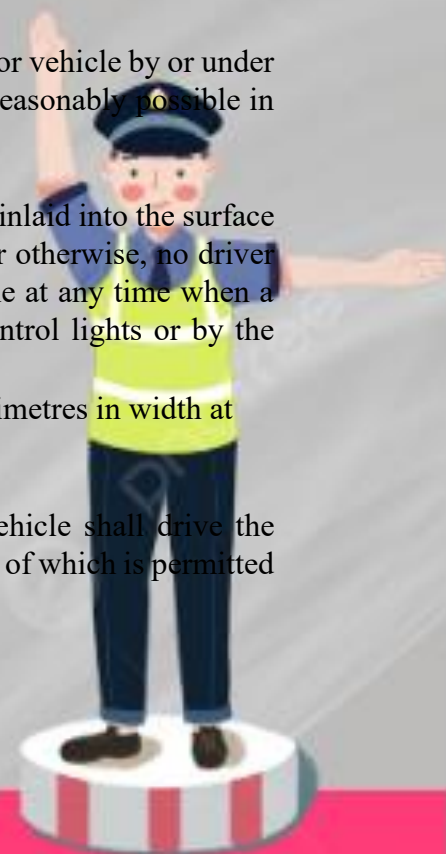 or vehicle by or under
easonably possible in
inlaid into the surface
r otherwise, no driver
e at any time when a
ntrol lights or by the
imetres in width at
ehicle shall drive the
of which is permitted